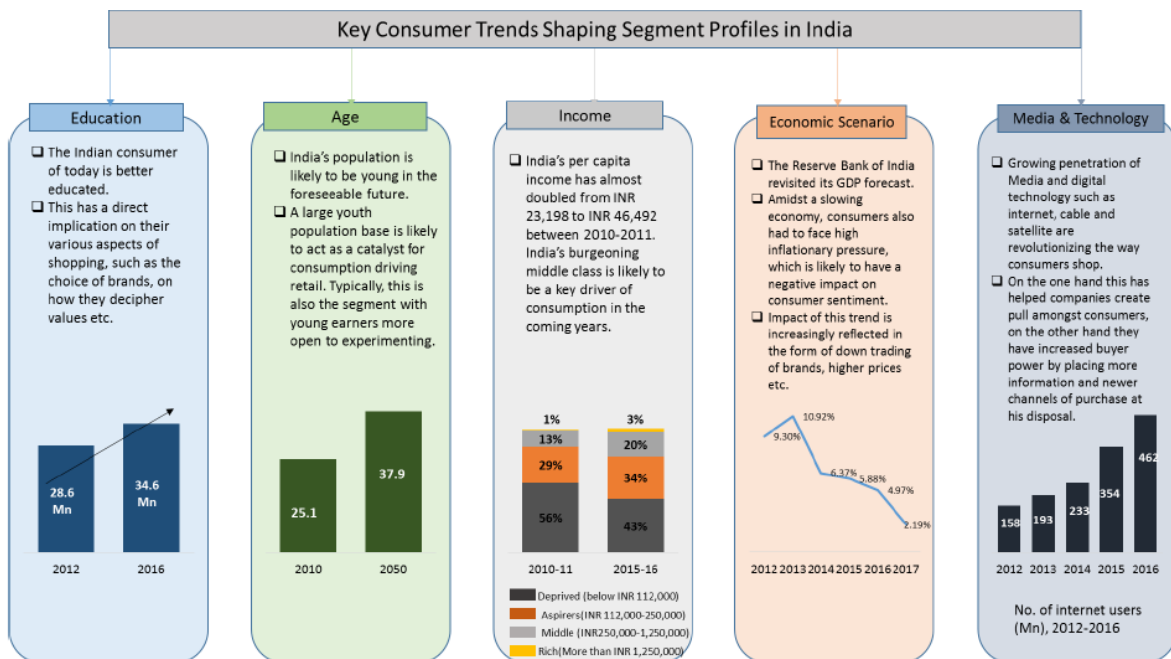 Key Consumer Trends Shaping Segment Profiles in India
Education
❑ The Indian consumer
of today is better
educated.
❑ This has a direct
implication on their
various aspects of
shopping, such as the
choice of brands, on
how they decipher
values etc.
28.6
Mn
34.6
Mn
2012
2016
Age
❑ India's population is
likely to be young in the
foreseeable future.
❑ A large youth
population base is likely
to act as a catalyst for
consumption driving
retail. Typically, this is
also the segment with
young earners more
open to experimenting.
25.1
37.9
2010
2050
Income
❑ India's per capita
income has almost
doubled from INR
23,198 to INR 46,492
between 2010-2011.
India's burgeoning
middle class is likely to
be a key driver of
consumption in the
coming years.
1%
3%
13%
20%
29%
34%
56%
43%
2010-11
2015-16
Deprived (below INR 112,000)
Aspirers(INR 112,000-250,000)
Middle (INR250,000-1,250,000)
Rich(More than INR 1,250,000)
Economic Scenario
❑ The Reserve Bank of India
revisited its GDP forecast.
❑ Amidst a slowing
economy, consumers also
had to face high
inflationary pressure,
which is likely to have a
negative impact on
consumer sentiment.
❑ Impact of this trend is
increasingly reflected in
the form of down trading
of brands, higher prices
etc.
9.30%
10.92%
6.37%
5.88%
4.97%
2.19%
2012 2013 2014 2015 2016 2017
Media & Technology
❑ Growing penetration of
Media and digital
technology such as
internet, cable and
satellite are
revolutionizing the way
consumers shop.
❑ On the one hand this has
helped companies create
pull amongst consumers,
on the other hand they
have increased buyer
power by placing more
information and newer
channels of purchase at
his disposal.
158
193
233
354
462
2012 2013 2014 2015 2016
No. of internet users
(Mn), 2012-2016